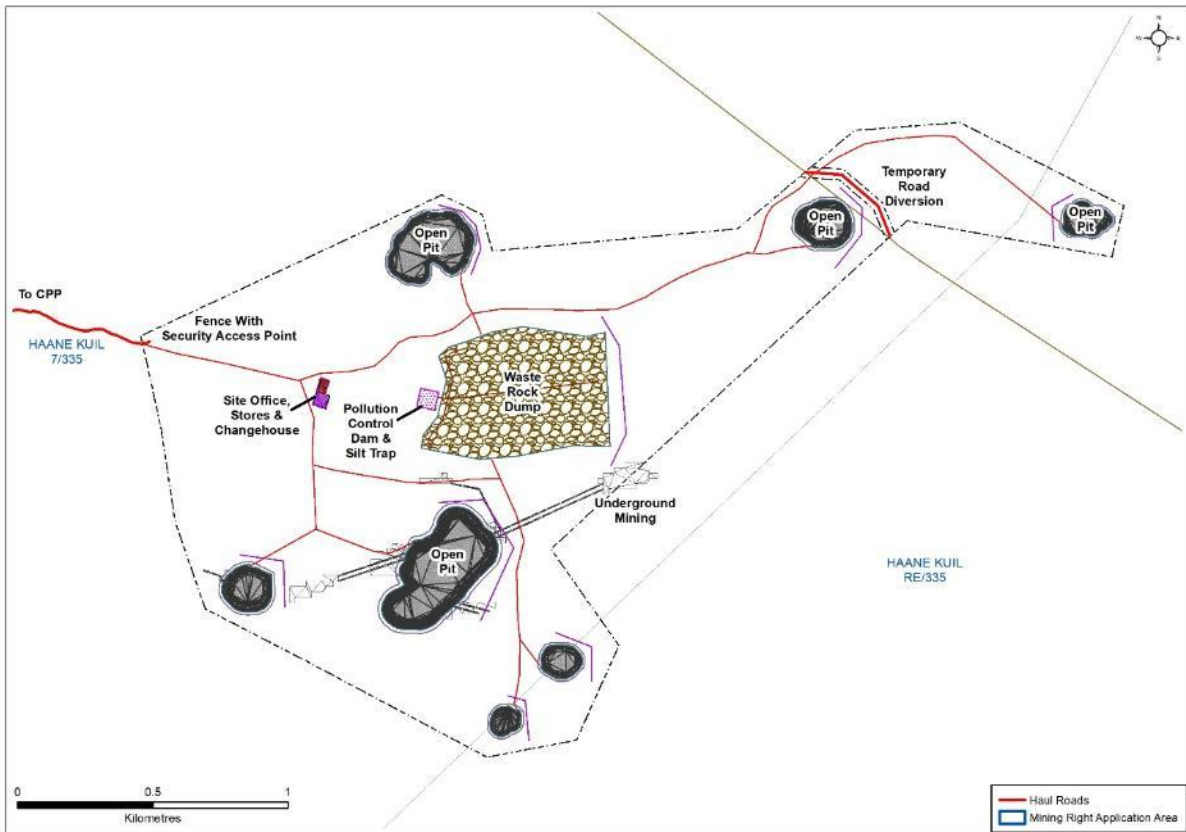 N
W
E
S
Temporary
Road
Diversion
Open
Pit
Open
Pit
Open
Pit
To CPP
HAANE KUIL
7/335
Fence With
Security Access Point
Site Office,
Stores &
Changehouse
Pollution
Control
Dam &
Silt Trap
Waste
Rock
Dump
Underground
Mining
Open
Pit
HAANE KUIL
RE/335
0 0.5 1
Kilometres
Haul Roads
Mining Right Application Area